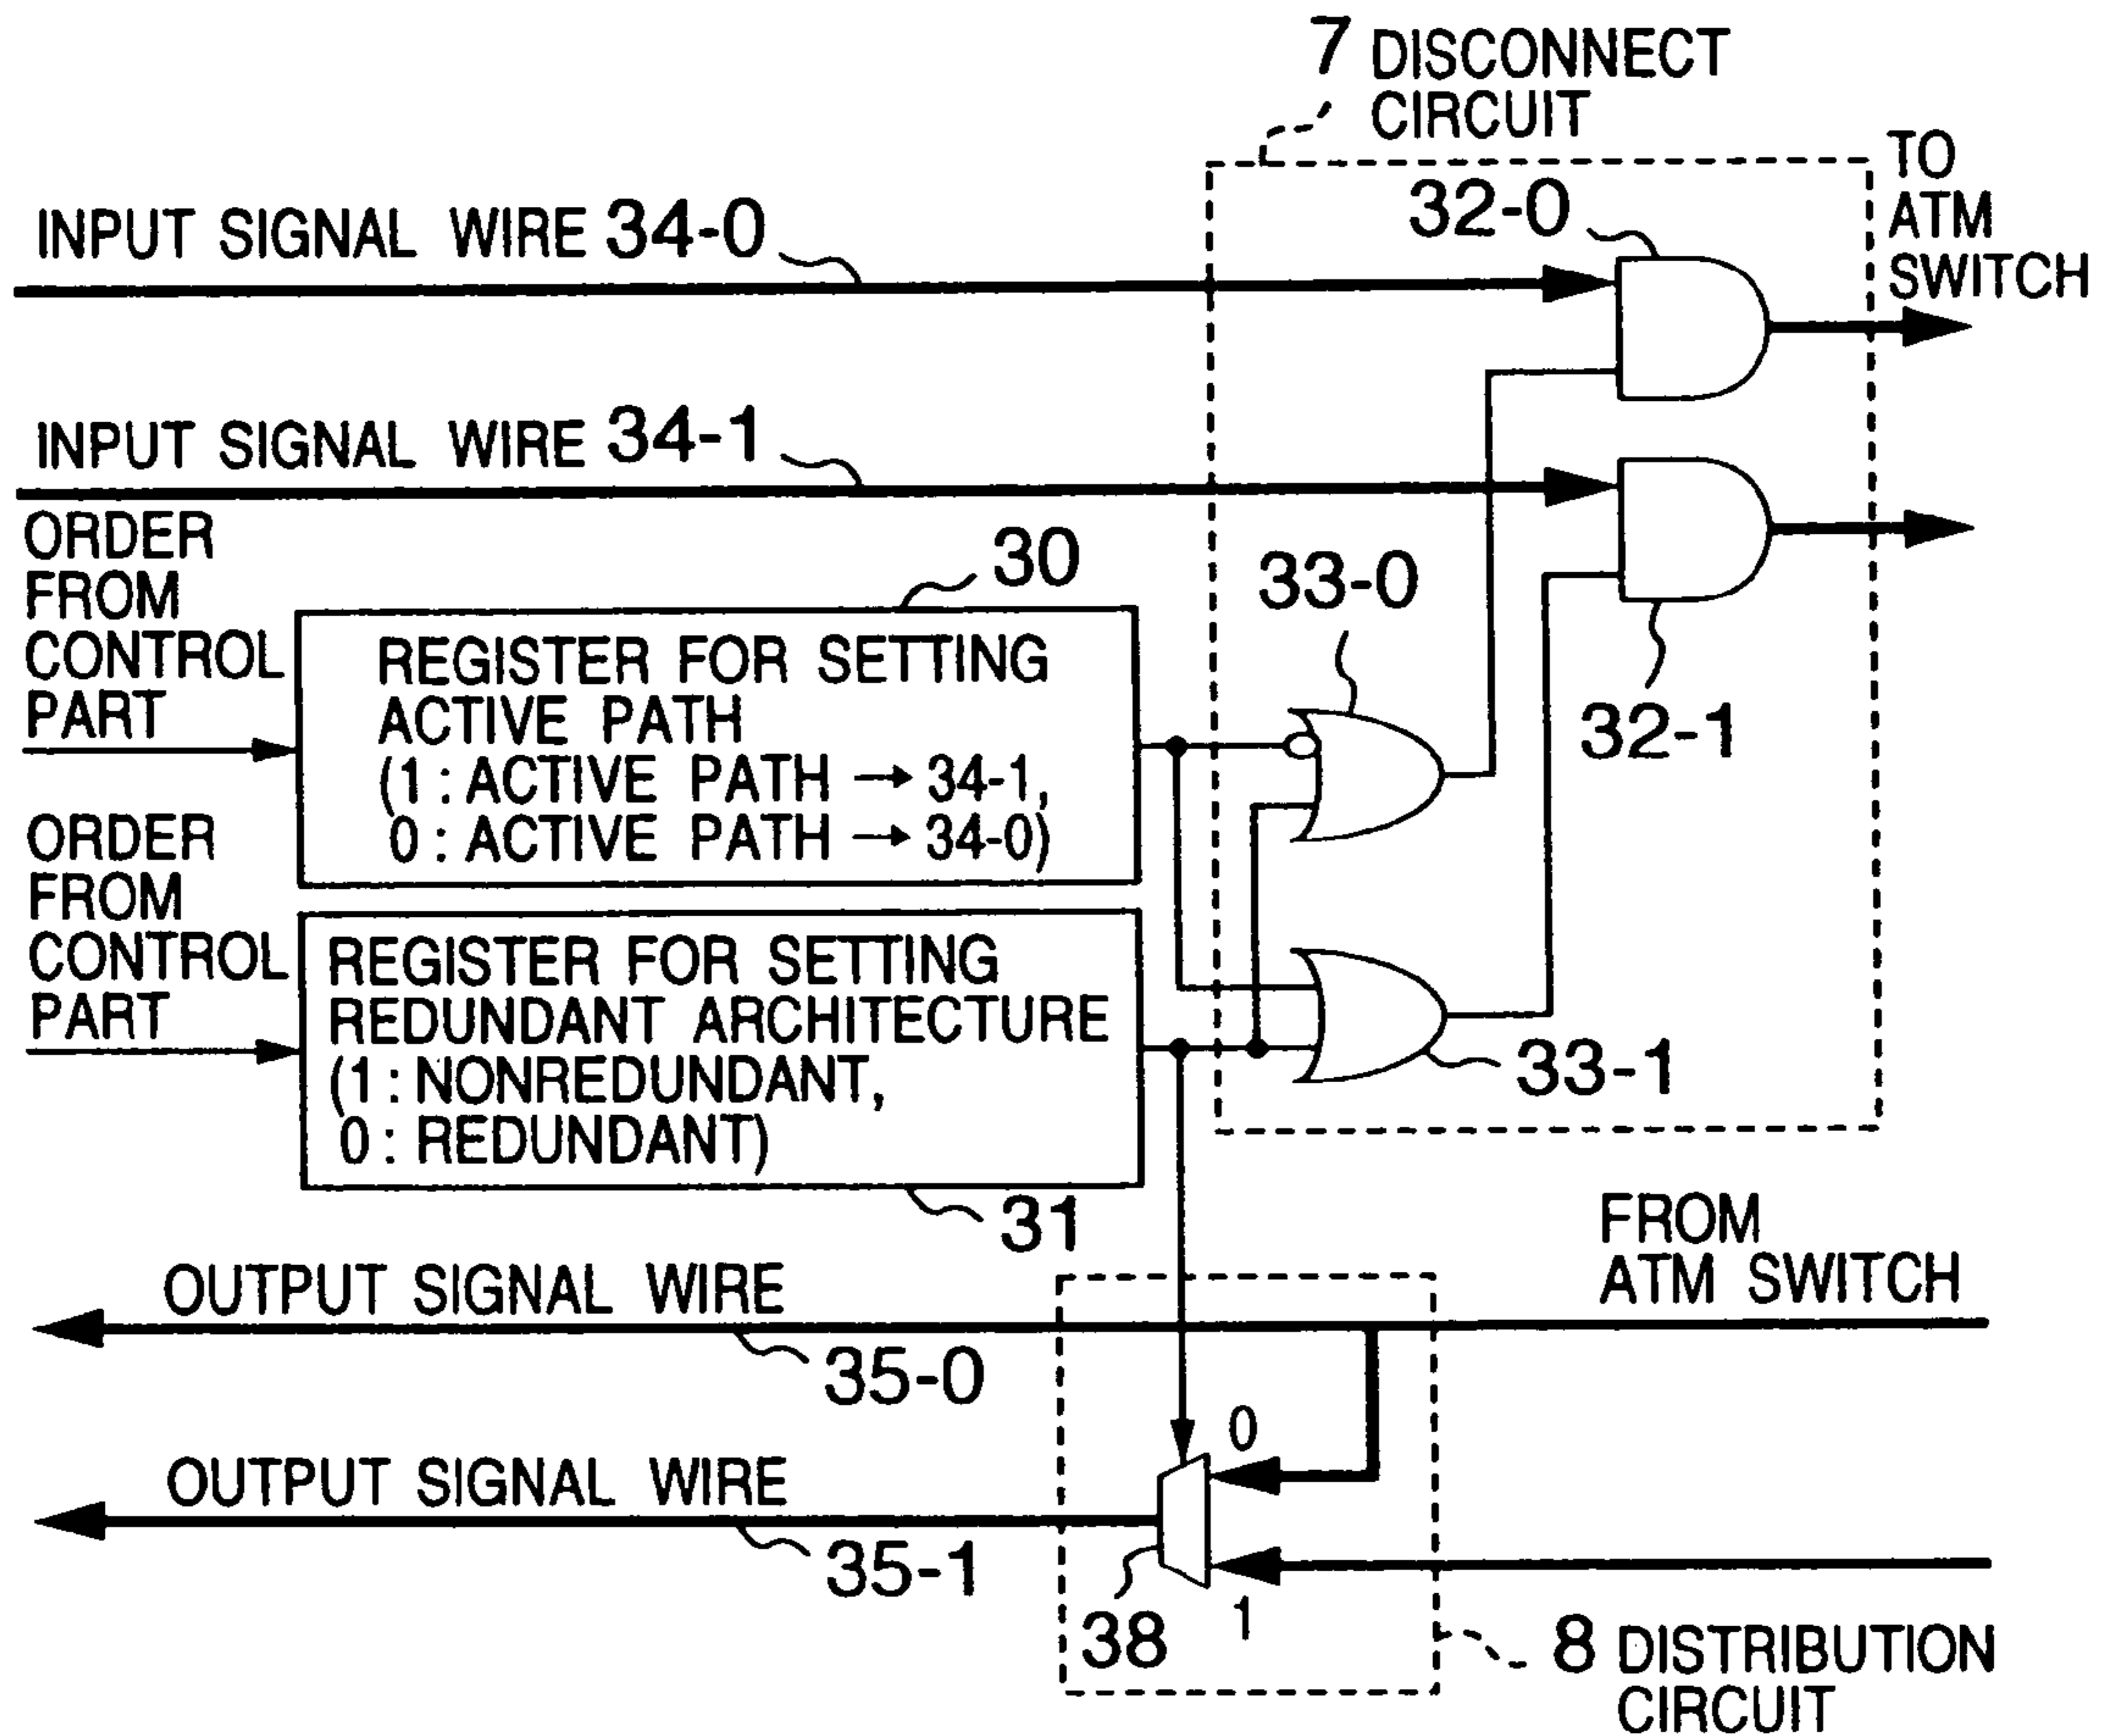 7 DISCONNECT
CIRCUIT
TO
ATM
SWITCH
32-0
INPUT SIGNAL WIRE 34-0
INPUT SIGNAL WIRE 34-1
ORDER
FROM
CONTROL
PART
30
33-0
32-1
REGISTER FOR SETTING
ACTIVE PATH
(1 : ACTIVE PATH → 34-1,
0 : ACTIVE PATH → 34-0)
ORDER
FROM
CONTROL
PART
REGISTER FOR SETTING
REDUNDANT ARCHITECTURE
(1 : NONREDUNDANT,
0 : REDUNDANT)
33-1
31
FROM
ATM SWITCH
OUTPUT SIGNAL WIRE
35-0
0
OUTPUT SIGNAL WIRE
35-1
38
1
8 DISTRIBUTION
CIRCUIT